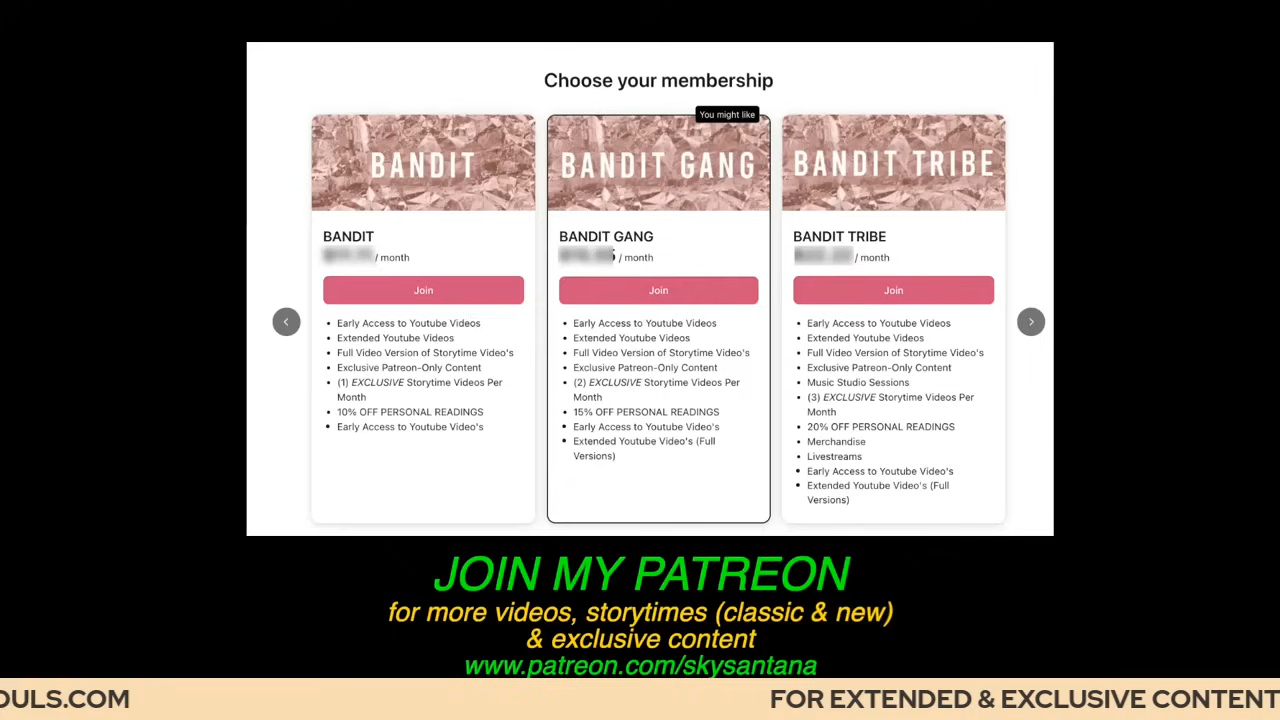 Choose your membership
You might like
BANDIT
BANDIT GANG
BANDIT TRIBE
BANDIT
/ month
Join
• Early Access to Youtube Videos
• Extended Youtube Videos
• Full Video Version of Storytime Video's
• Exclusive Patreon-Only Content
• (1) EXCLUSIVE Storytime Videos Per
Month
• 10% OFF PERSONAL READINGS
• Early Access to Youtube Video's
BANDIT GANG
/ month
Join
• Early Access to Youtube Videos
• Extended Youtube Videos
• Full Video Version of Storytime Video's
• Exclusive Patreon-Only Content
• (2) EXCLUSIVE Storytime Videos Per
Month
• 15% OFF PERSONAL READINGS
• Early Access to Youtube Video's
• Extended Youtube Video's (Full
Versions)
BANDIT TRIBE
/ month
Join
• Early Access to Youtube Videos
• Extended Youtube Videos
• Full Video Version of Storytime Video's
• Exclusive Patreon-Only Content
• Music Studio Sessions
• (3) EXCLUSIVE Storytime Videos Per
Month
• 20% OFF PERSONAL READINGS
• Merchandise
• Livestreams
• Early Access to Youtube Video's
• Extended Youtube Video's (Full
Versions)
JOIN MY PATREON
for more videos, storytimes (classic & new)
& exclusive content
www.patreon.com/skysantana
OULS.COM
FOR EXTENDED & EXCLUSIVE CONTENT